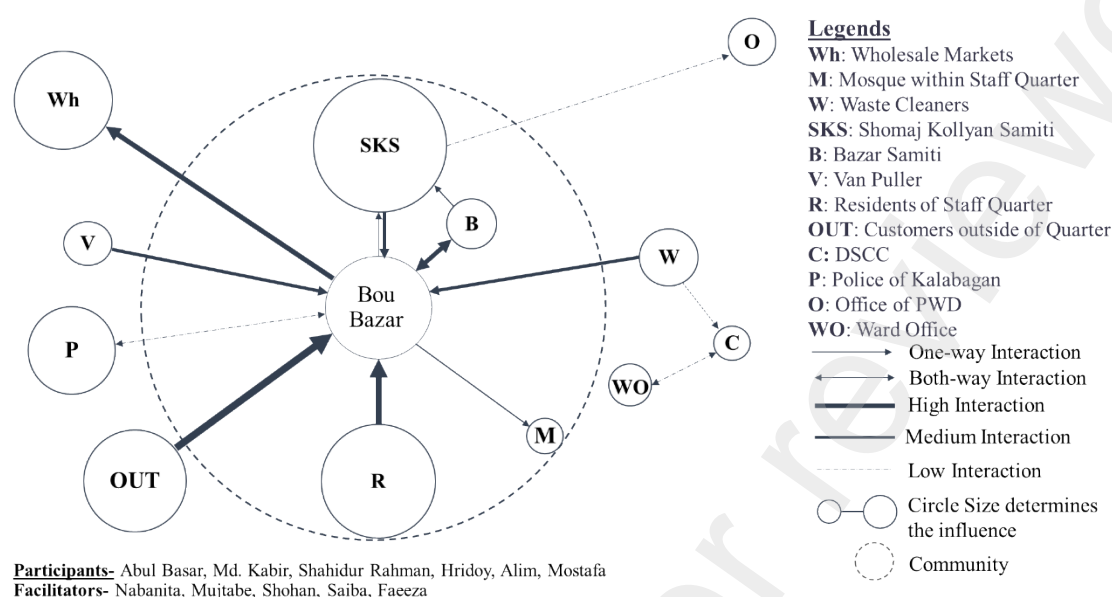 O
Wh
SKS
B
V
W
Bou
Bazar
P
C
WO
M
OUT
R
Legends
Wh: Wholesale Markets
M: Mosque within Staff Quarter
W: Waste Cleaners
SKS: Shomaj Kollyan Samiti
B: Bazar Samiti
V: Van Puller
R: Residents of Staff Quarter
OUT: Customers outside of Quarter
C: DSCC
P: Police of Kalabagan
O: Office of PWD
WO: Ward Office
One-way Interaction
Both-way Interaction
High Interaction
Medium Interaction
Low Interaction
Circle Size determines
the influence
Community
Participants- Abul Basar, Md. Kabir, Shahidur Rahman, Hridoy, Alim, Mostafa
Facilitators- Nabanita, Mujtabe, Shohan, Saiba, Faeeza